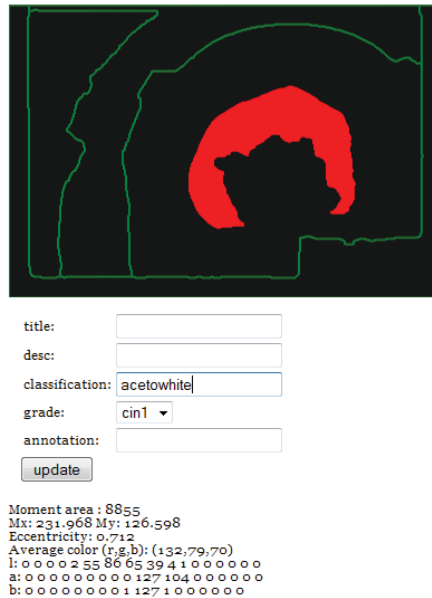 title:
desc:
classification: acetowhite
grade: cin1
annotation:
update
Moment area : 8855
Mx: 231.968 My: 126.598
Eccentricity: 0.712
Average color (r,g,b): (132,79,70)
l: 0 0 0 0 2 55 86 65 39 4 1 0 0 0 0 0 0
a: 0 0 0 0 0 0 0 0 0 127 104 0 0 0 0 0 0
b: 0 0 0 0 0 0 0 0 1 127 1 0 0 0 0 0 0